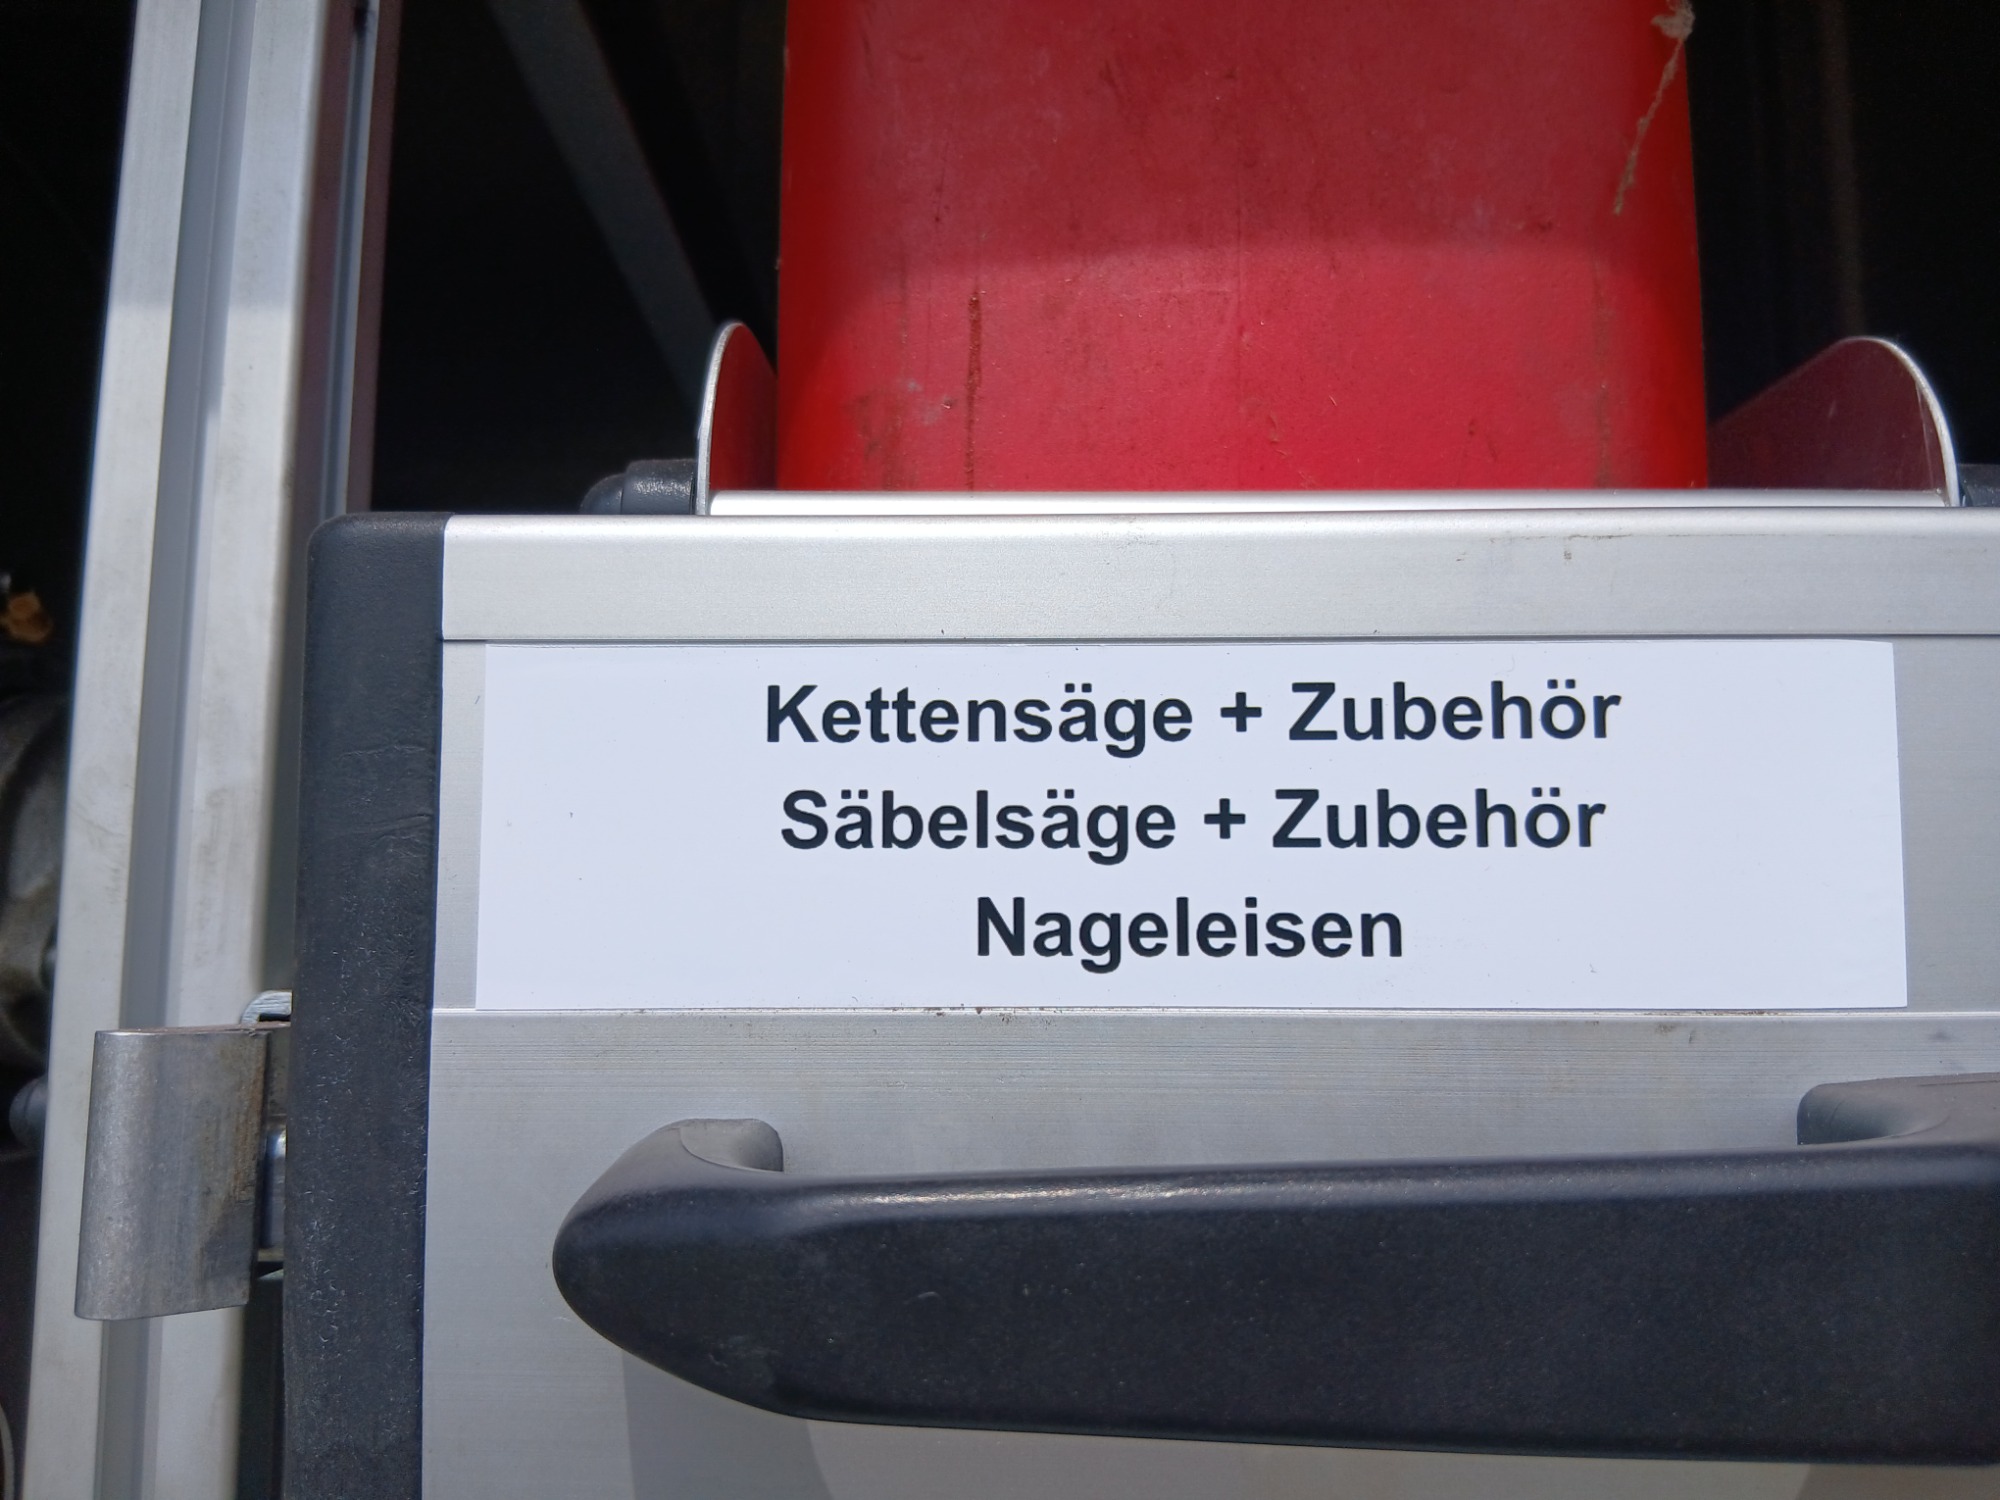 Kettensäge + Zubehör
Säbelsäge + Zubehör
Nageleisen